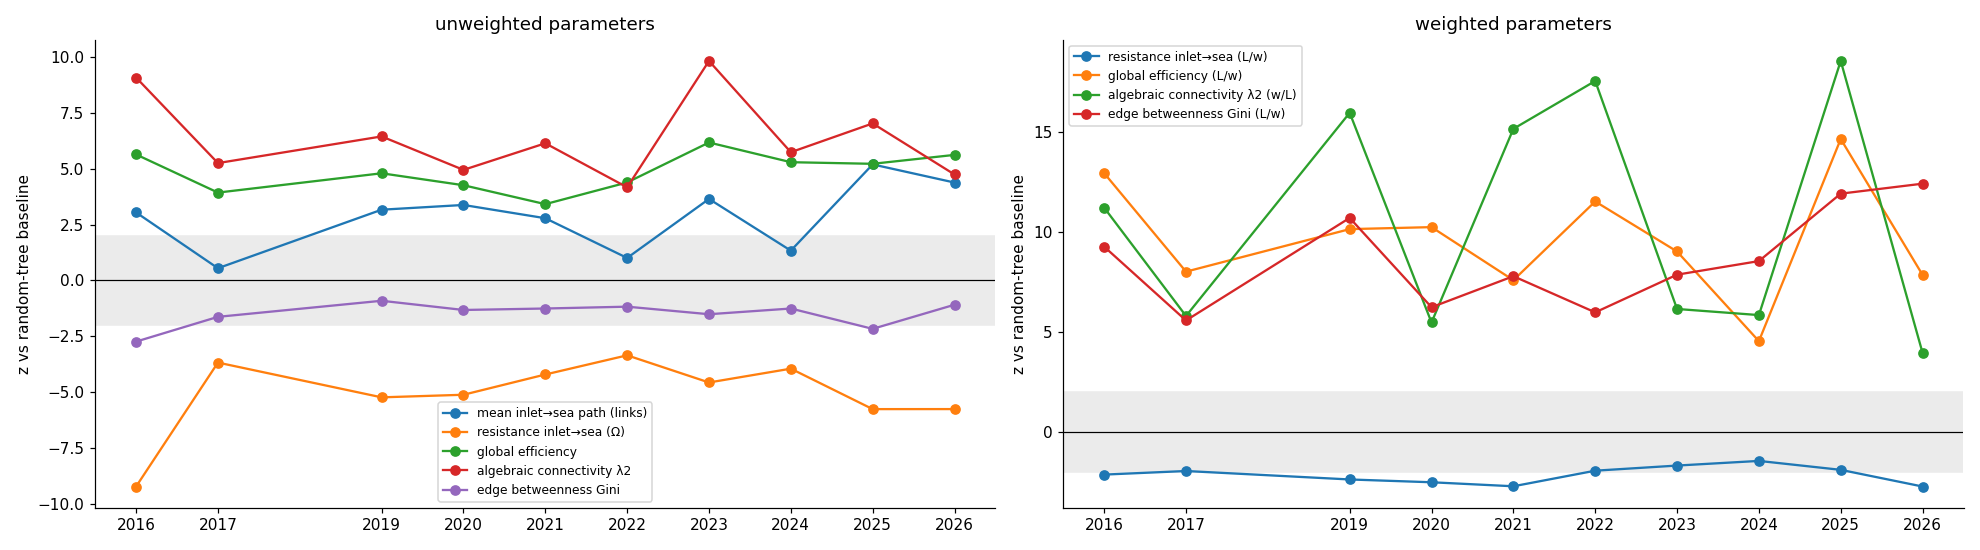 unweighted parameters
z vs random-tree baseline
10.0
7.5
5.0
2.5
0.0
−2.5
−5.0
−7.5
−10.0
mean inlet→sea path (links)
resistance inlet→sea (Ω)
global efficiency
algebraic connectivity λ2
edge betweenness Gini
2016 2017 2019 2020 2021 2022 2023 2024 2025 2026
weighted parameters
z vs random-tree baseline
resistance inlet→sea (L/w)
global efficiency (L/w)
algebraic connectivity λ2 (w/L)
edge betweenness Gini (L/w)
15
10
5
0
2016 2017 2019 2020 2021 2022 2023 2024 2025 2026